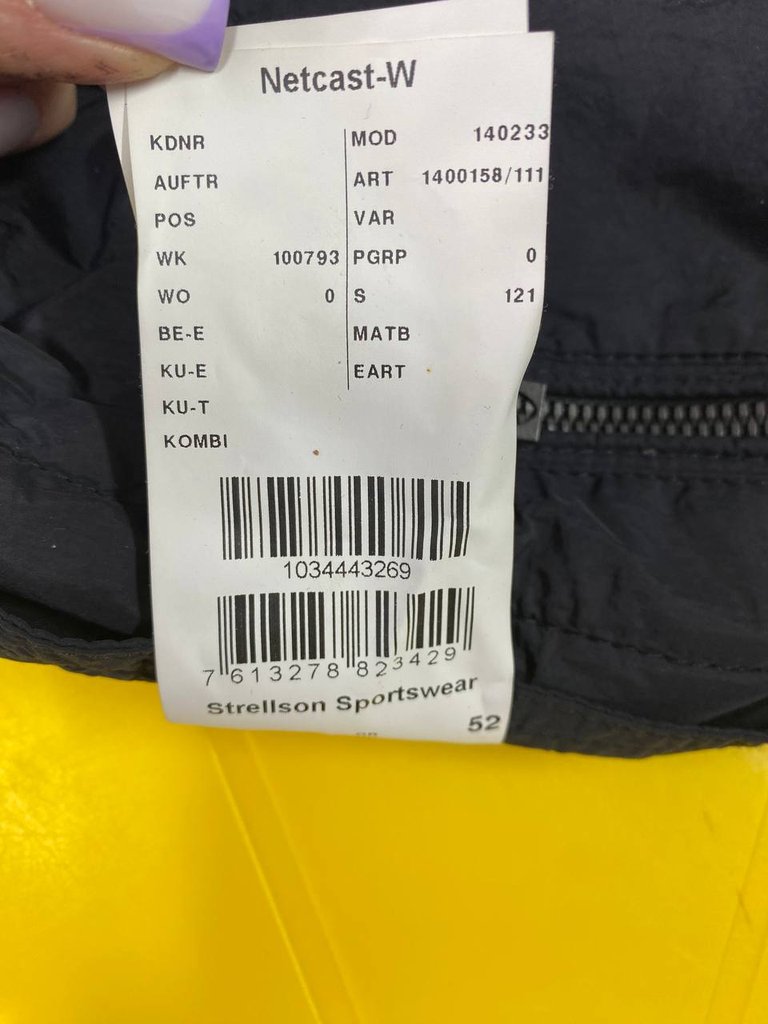 Netcast-W
KDNR
AUFTR
POS
WK 100793
WO 0
BE-E
KU-E
KU-T
KOMBI
MOD 140233
ART 1400158/111
VAR
PGRP 0
S 121
MATB
EART
1034443269
7 613278 823429
Strellson Sportswear
52